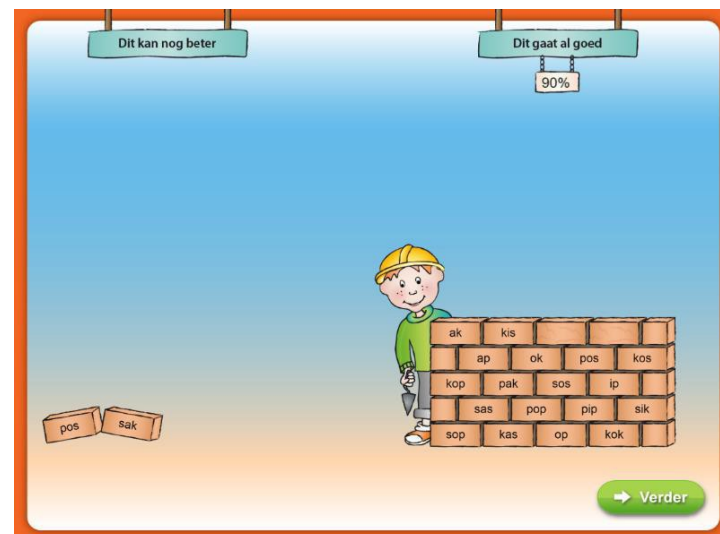 Dit kan nog beter
Dit gaat al goed
90%
ak kis
ap ok pos kos
kop pak sos ip
sas pop pip sik
sop kas op kok
pos sak
Verder